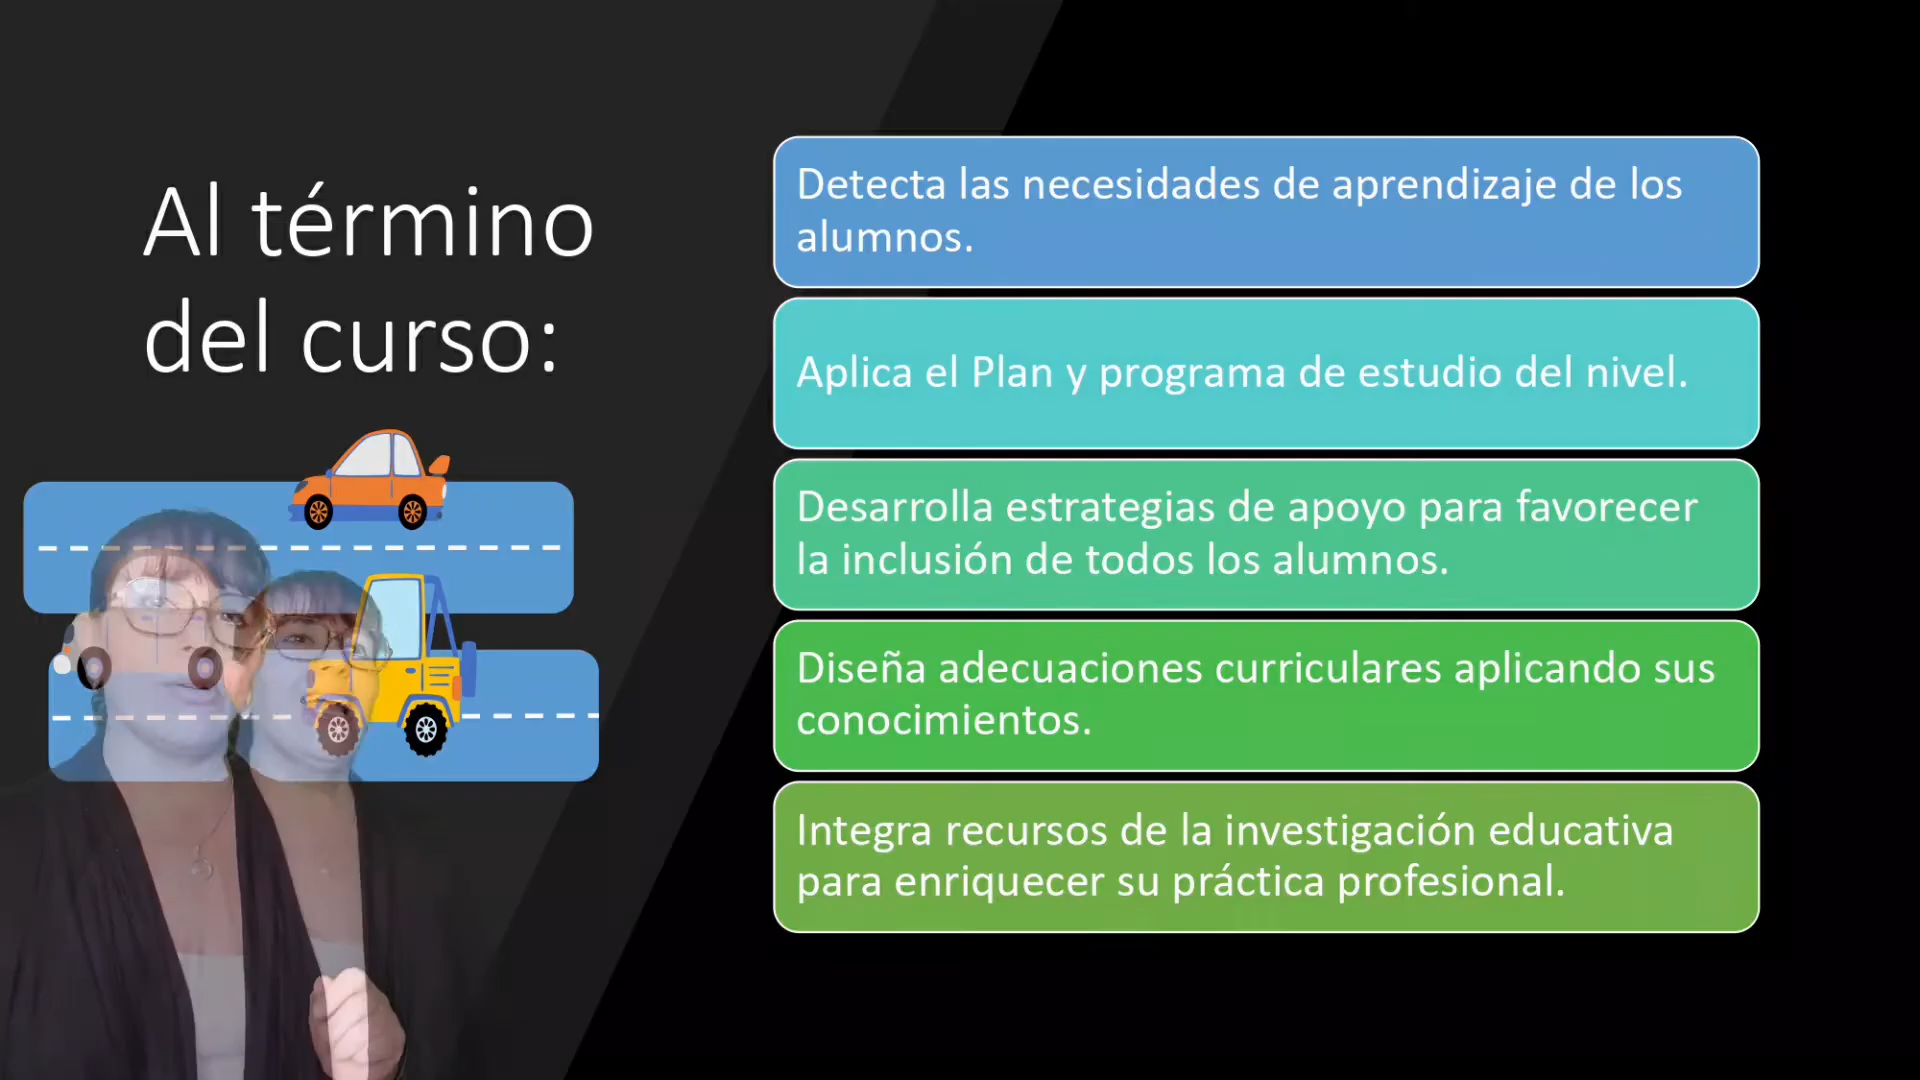 Al término
del curso:
Detecta las necesidades de aprendizaje de los
alumnos.
Aplica el Plan y programa de estudio del nivel.
Desarrolla estrategias de apoyo para favorecer
la inclusión de todos los alumnos.
Diseña adecuaciones curriculares aplicando sus
conocimientos.
Integra recursos de la investigación educativa
para enriquecer su práctica profesional.